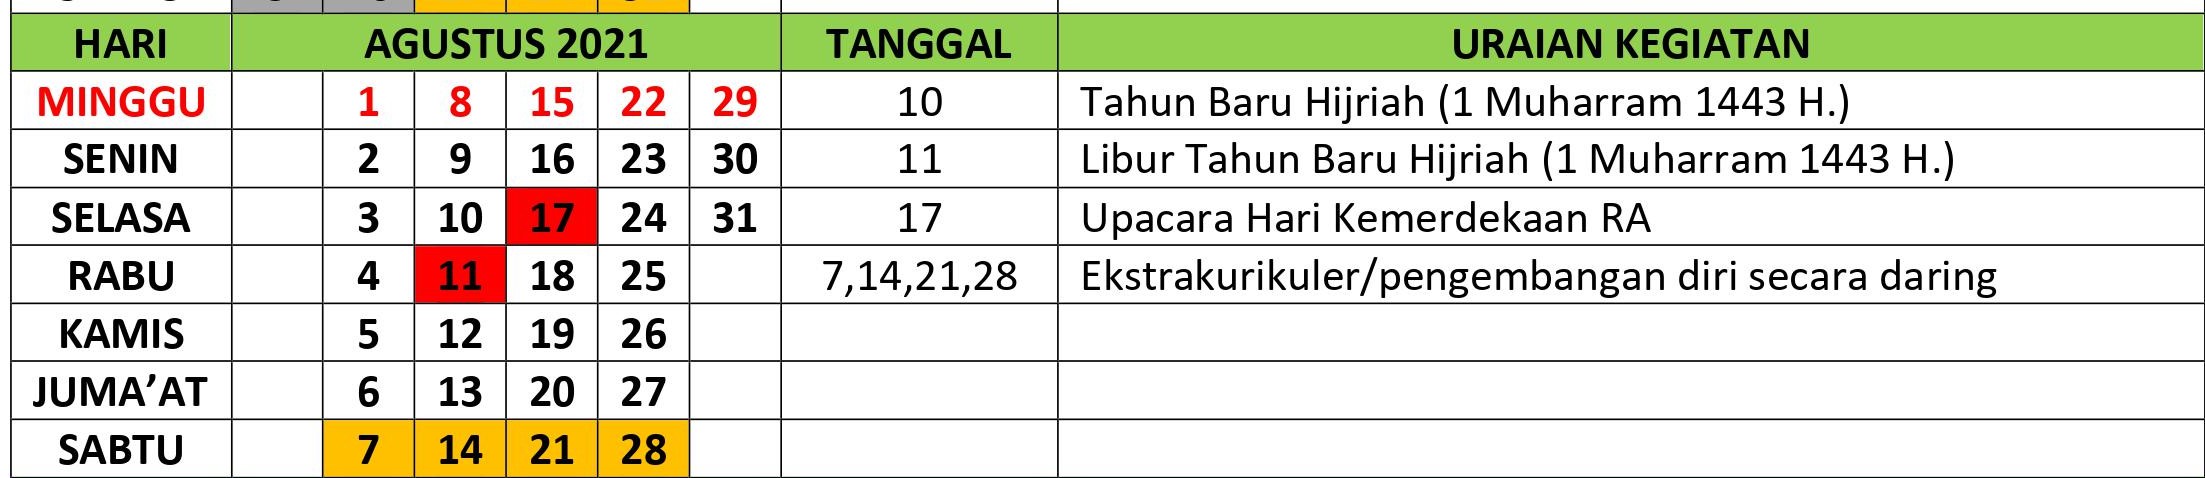 HARI AGUSTUS 2021 TANGGAL URAIAN KEGIATAN
MINGGU 1 8 15 22 29 10 Tahun Baru Hijriah (1 Muharram 1443 H.)
SENIN 2 9 16 23 30 11 Libur Tahun Baru Hijriah (1 Muharram 1443 H.)
SELASA 3 10 17 24 31 17 Upacara Hari Kemerdekaan RA
RABU 4 11 18 25 7,14,21,28 Ekstrakurikuler/pengembangan diri secara daring
KAMIS 5 12 19 26
JUMA’AT 6 13 20 27
SABTU 7 14 21 28